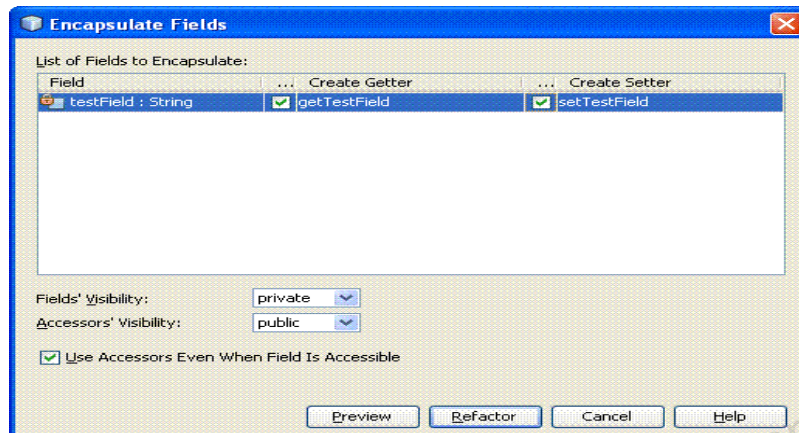 Encapsulate Fields
List of Fields to Encapsulate:
Field ... Create Getter ... Create Setter
testField : String getTestField setTestField
Fields' Visibility: private
Accessors' Visibility: public
Use Accessors Even When Field Is Accessible
Preview Refactor Cancel Help